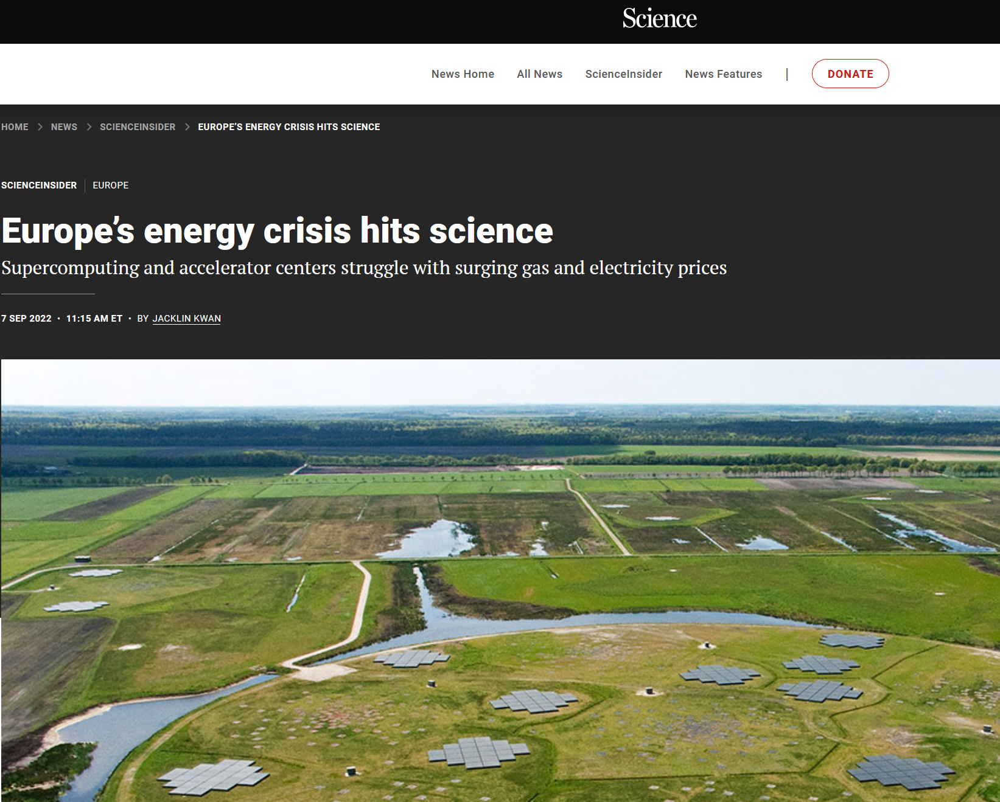 Science
News Home All News ScienceInsider News Features | DONATE
HOME > NEWS > SCIENCEINSIDER > EUROPE’S ENERGY CRISIS HITS SCIENCE
SCIENCEINSIDER | EUROPE
Europe’s energy crisis hits science
Supercomputing and accelerator centers struggle with surging gas and electricity prices
7 SEP 2022 • 11:15 AM ET • BY JACKLIN KWAN